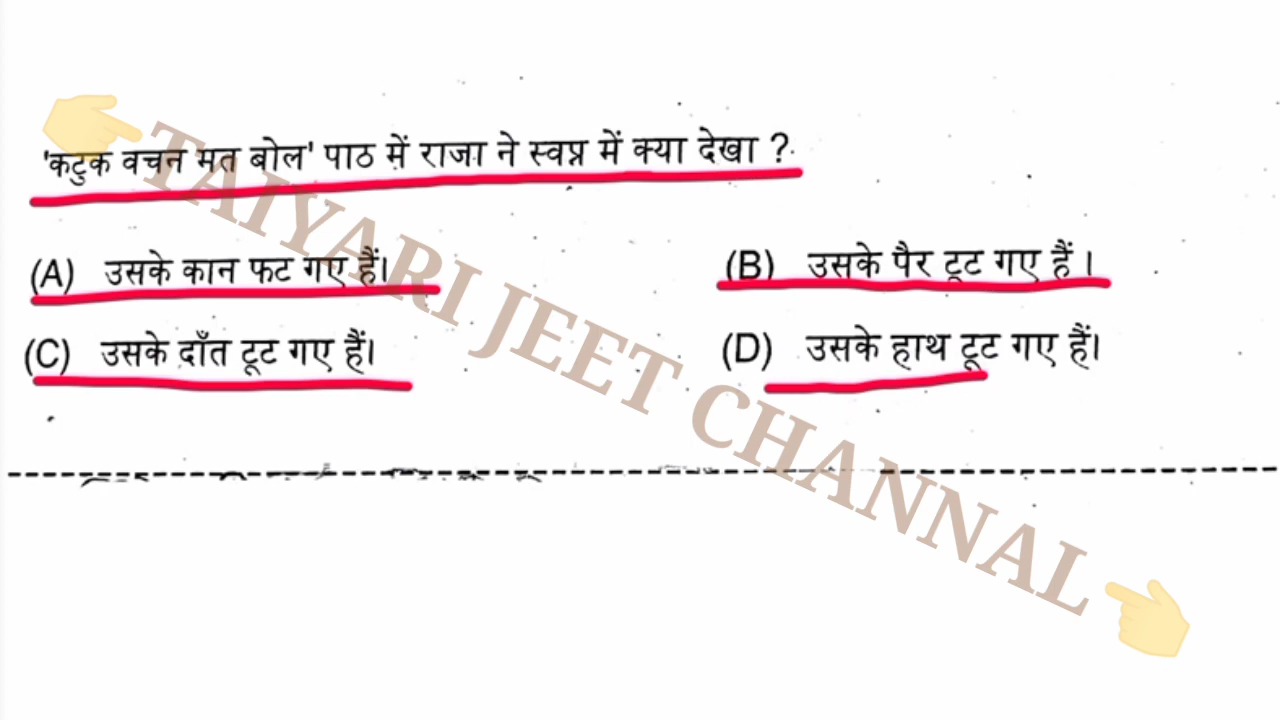 'कटुक वचन मत बोल' पाठ में राजा ने स्वप्न में क्या देखा ?
(A) उसके कान फट गए हैं।
(B) उसके पैर टूट गए हैं ।
(C) उसके दाँत टूट गए हैं।
(D) उसके हाथ टूट गए हैं।
TAIYARI JEET CHANNAL